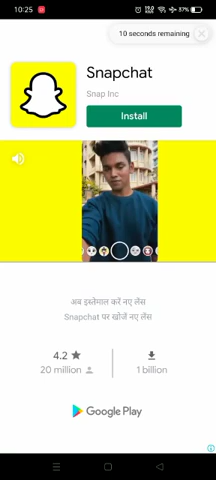 10:25
37%
10 seconds remaining
Snapchat
Snap Inc
Install
अब इस्तेमाल करें नए लेंस
Snapchat पर खोजें नए लेंस
4.2 ★
20 million
1 billion
Google Play